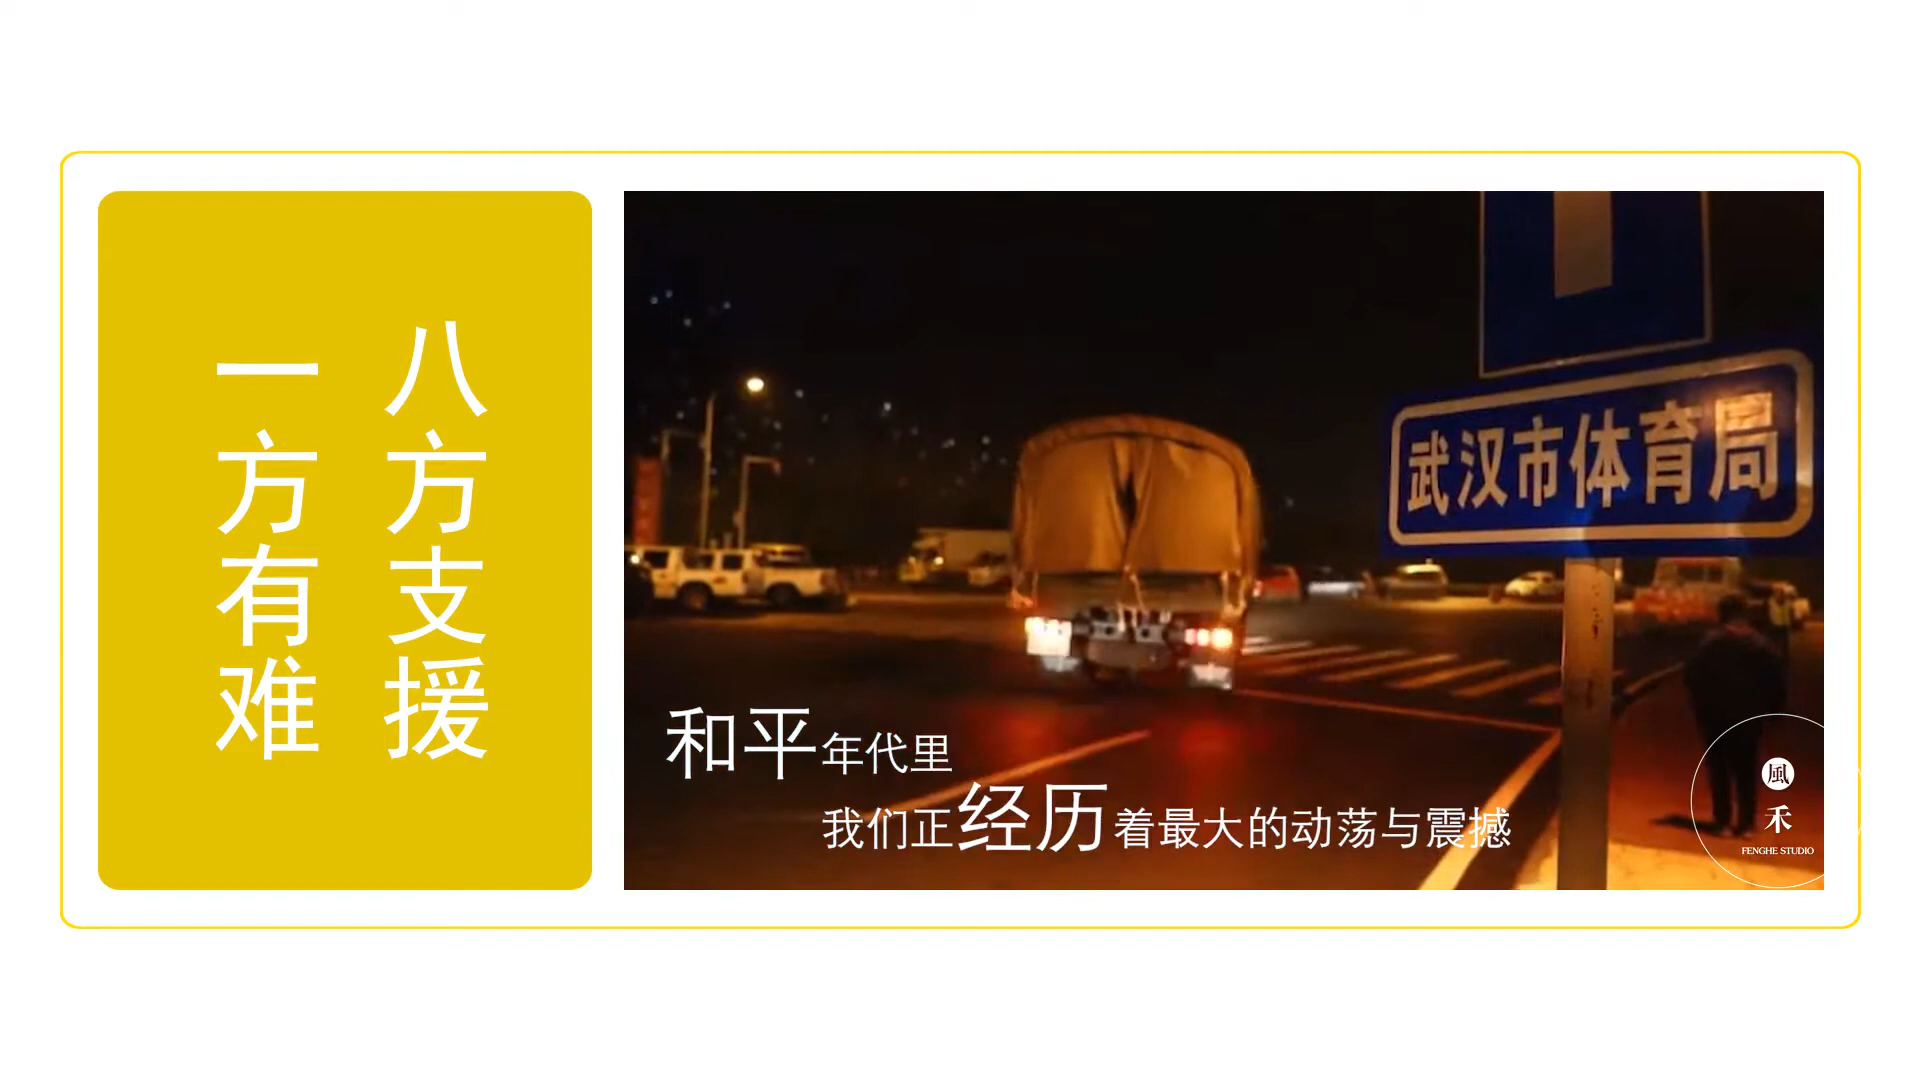 一方有难
八方支援
武汉市体育局
和平年代里
我们正经历着最大的动荡与震撼
風
禾
FENGHE STUDIO